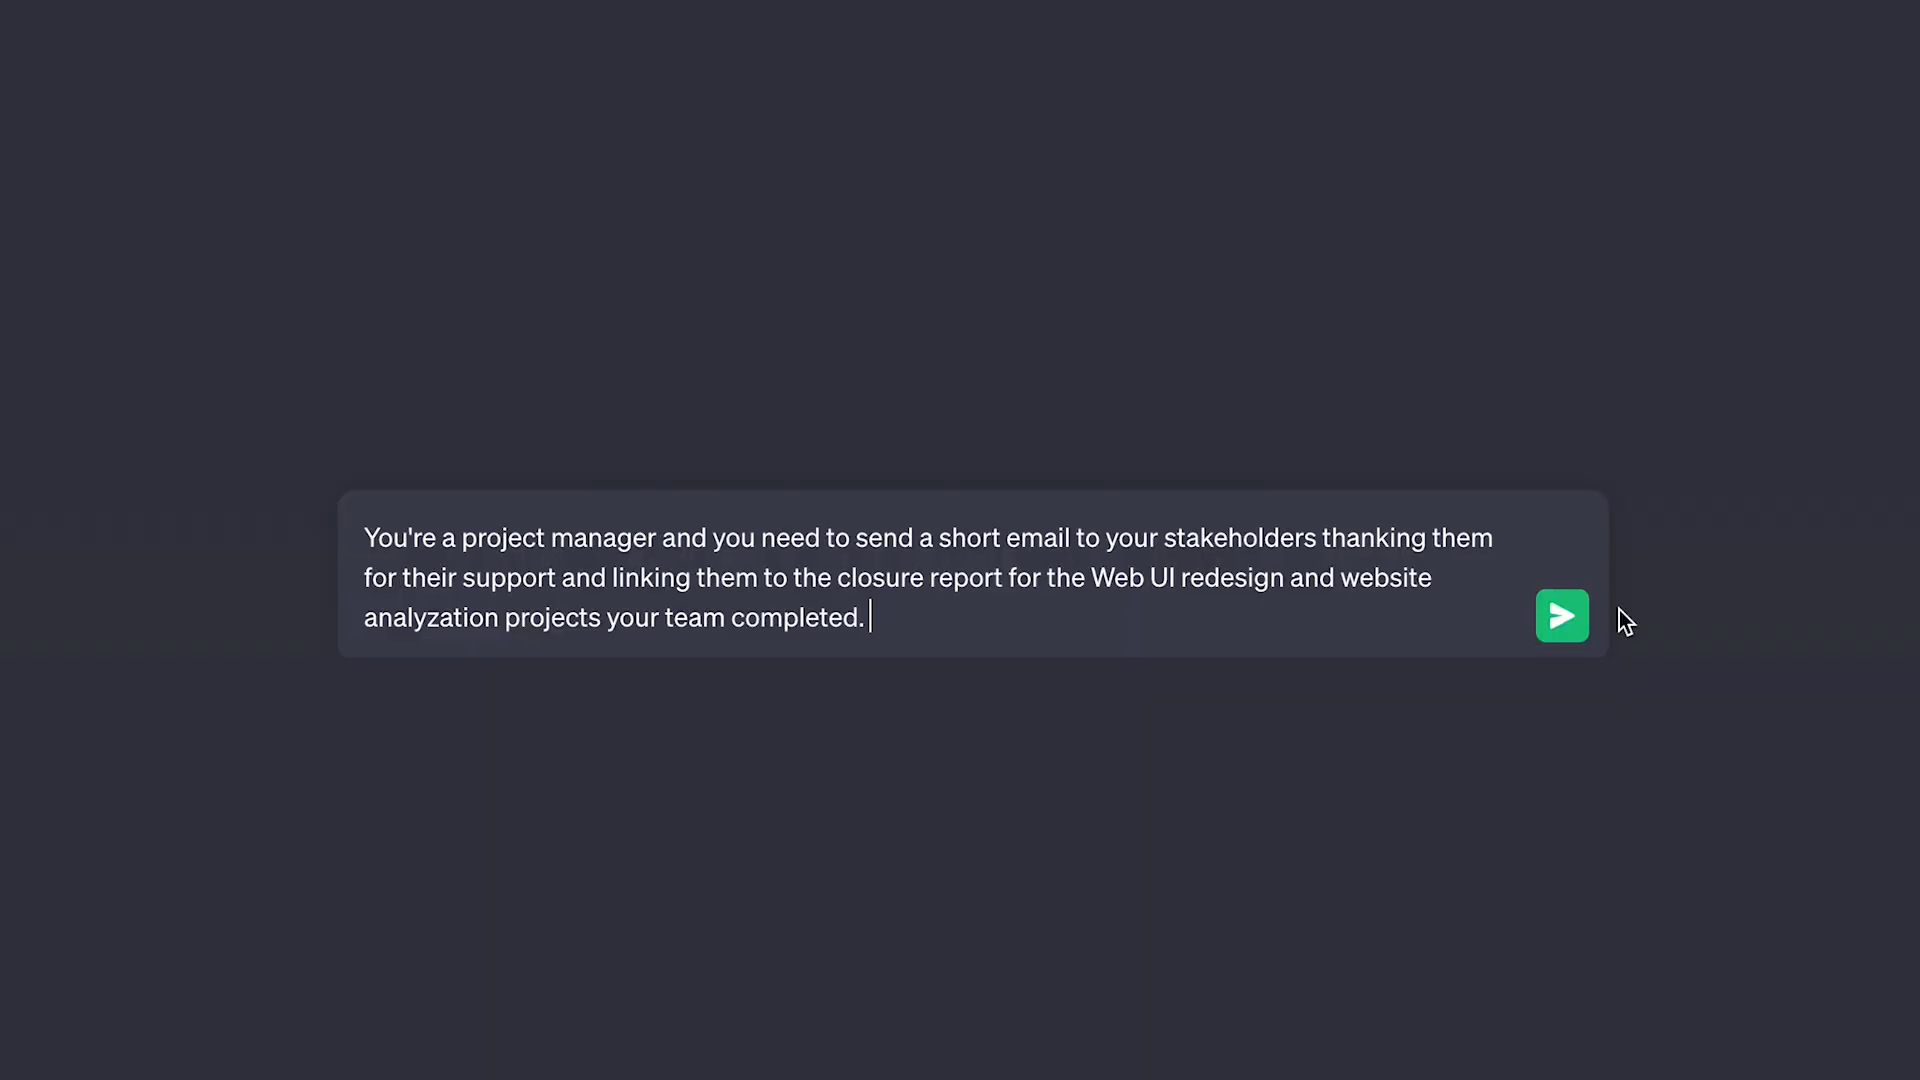 You're a project manager and you need to send a short email to your stakeholders thanking them
for their support and linking them to the closure report for the Web UI redesign and website
analyzation projects your team completed.